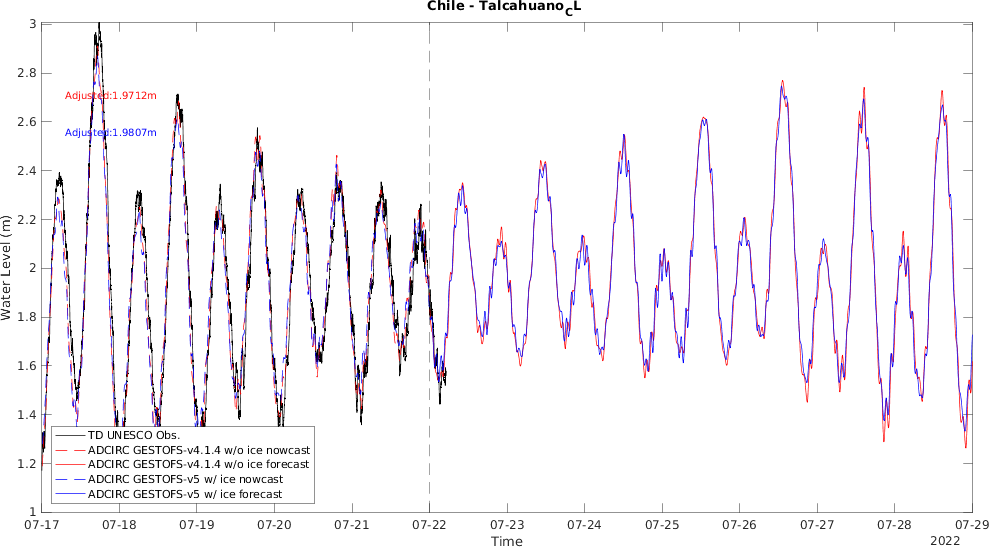 Chile - Talcahuano_CL
3
2.8
2.6
2.4
2.2
2
1.8
1.6
1.4
1.2
1
Water Level (m)
Adjusted:1.9712m
Adjusted:1.9807m
TD UNESCO Obs.
ADCIRC GESTOFS-v4.1.4 w/o ice nowcast
ADCIRC GESTOFS-v4.1.4 w/o ice forecast
ADCIRC GESTOFS-v5 w/ ice nowcast
ADCIRC GESTOFS-v5 w/ ice forecast
07-17 07-18 07-19 07-20 07-21 07-22 07-23 07-24 07-25 07-26 07-27 07-28 07-29
Time
2022